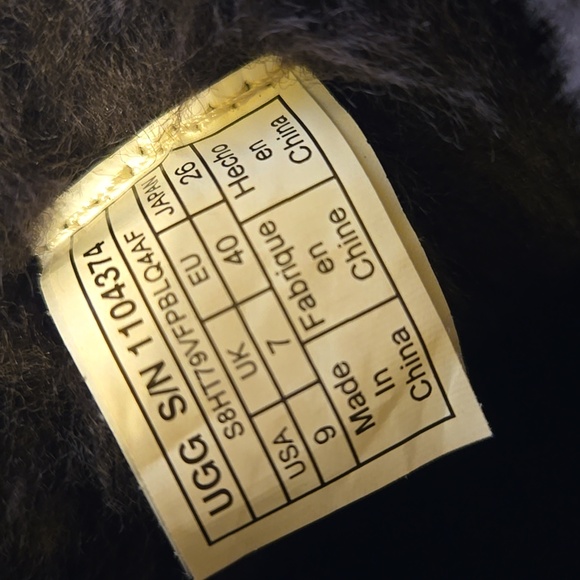 UGG S/N 1104374
S8HT79VFPBLQ4AF
USA UK EU JAPAN
9 7 40 26
Made In China
Fabrique en Chine
Hecho en China